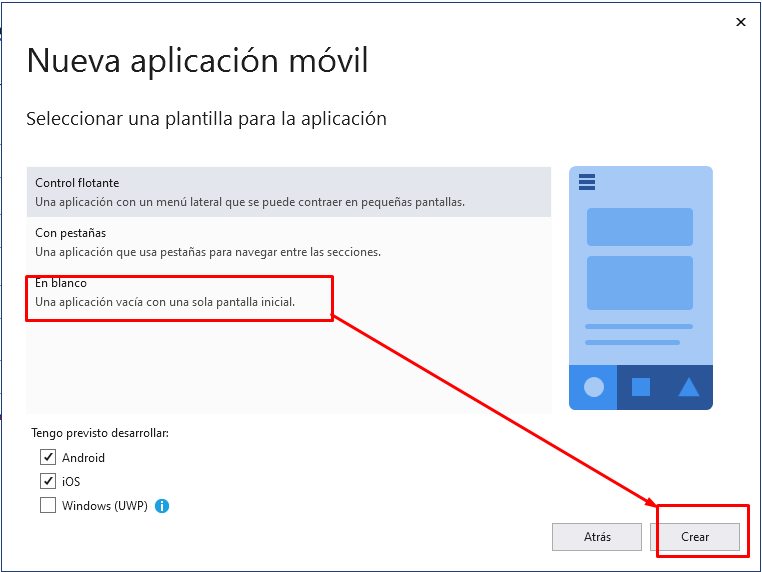 Nueva aplicación móvil
Seleccionar una plantilla para la aplicación
Control flotante
Una aplicación con un menú lateral que se puede contraer en pequeñas pantallas.
Con pestañas
Una aplicación que usa pestañas para navegar entre las secciones.
En blanco
Una aplicación vacía con una sola pantalla inicial.
Tengo previsto desarrollar:
Android
iOS
Windows (UWP)
Atrás
Crear